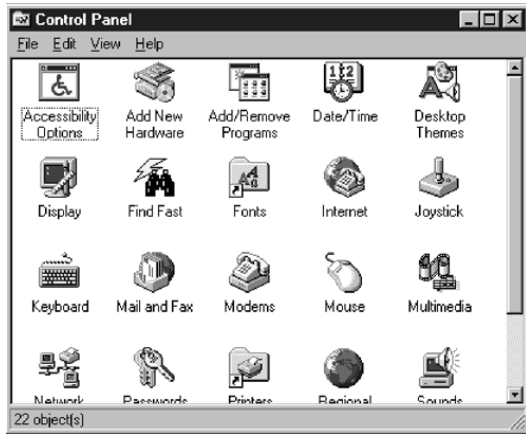 Control Panel
File Edit View Help
Accessibility Options Add New Hardware Add/Remove Programs Date/Time Desktop Themes
Display Find Fast Fonts Internet Joystick
Keyboard Mail and Fax Modems Mouse Multimedia
Network Passwords Printers Regional Sounds
22 object(s)